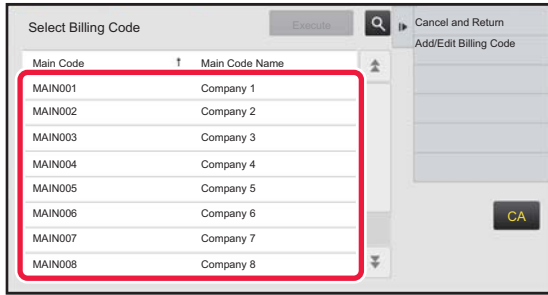 Select Billing Code
Execute
Cancel and Return
Add/Edit Billing Code
Main Code ↑ Main Code Name
MAIN001 Company 1
MAIN002 Company 2
MAIN003 Company 3
MAIN004 Company 4
MAIN005 Company 5
MAIN006 Company 6
MAIN007 Company 7
MAIN008 Company 8
CA